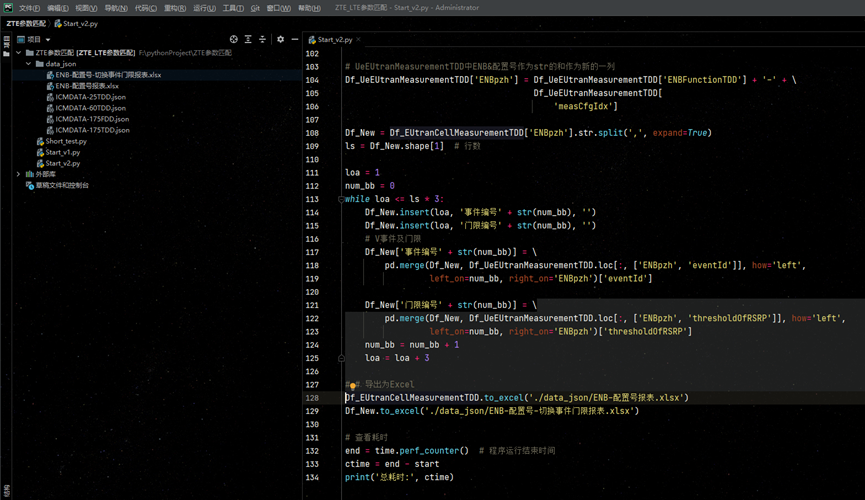 文件(F) 编辑(E) 视图(V) 导航(N) 代码(C) 重构(R) 运行(U) 工具(T) Git 窗口(W) 帮助(H) ZTE_LTE参数匹配 - Start_v2.py - Administrator
ZTE参数匹配 Start_v2.py
项目
ZTE参数匹配 [ZTE_LTE参数匹配] F:\pythonProject\ZTE参数匹配
data_json
ENB-配置号-切换事件门限报表.xlsx
ENB-配置号报表.xlsx
ICMDATA-25TDD.json
ICMDATA-60TDD.json
ICMDATA-175FDD.json
ICMDATA-175TDD.json
Short_test.py
Start_v1.py
Start_v2.py
外部库
草稿文件和控制台
项目
结构
Start_v2.py
102
103 # UeEUtranMeasurementTDD中ENB&配置号作为str的和作为新的一列
104 Df_UeEUtranMeasurementTDD['ENBpzh'] = Df_UeEUtranMeasurementTDD['ENBFunctionTDD'] + '-' + \
105 Df_UeEUtranMeasurementTDD[
106 'measCfgIdx']
107
108 Df_New = Df_EUtranCellMeasurementTDD['ENBpzh'].str.split(',', expand=True)
109 ls = Df_New.shape[1] # 行数
110
111 loa = 1
112 num_bb = 0
113 while loa <= ls * 3:
114 Df_New.insert(loa, '事件编号' + str(num_bb), '')
115 Df_New.insert(loa, '门限编号' + str(num_bb), '')
116 # V事件及门限
117 Df_New['事件编号' + str(num_bb)] = \
118 pd.merge(Df_New, Df_UeEUtranMeasurementTDD.loc[:, ['ENBpzh', 'eventId']], how='left',
119 left_on=num_bb, right_on='ENBpzh')['eventId']
120
121 Df_New['门限编号' + str(num_bb)] = \
122 pd.merge(Df_New, Df_UeEUtranMeasurementTDD.loc[:, ['ENBpzh', 'thresholdOfRSRP']], how='left',
123 left_on=num_bb, right_on='ENBpzh')['thresholdOfRSRP']
124 num_bb = num_bb + 1
125 loa = loa + 3
126
127 # # 导出为Excel
128 Df_EUtranCellMeasurementTDD.to_excel('./data_json/ENB-配置号报表.xlsx')
129 Df_New.to_excel('./data_json/ENB-配置号-切换事件门限报表.xlsx')
130
131 # 查看耗时
132 end = time.perf_counter() # 程序运行结束时间
133 ctime = end - start
134 print('总耗时:', ctime)